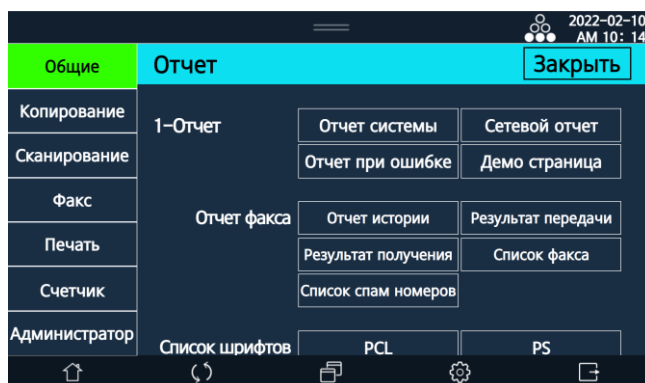 2022-02-10
AM 10: 14
Общие
Отчет
Закрыть
Копирование
1-Отчет
Отчет системы
Сетевой отчет
Сканирование
Отчет при ошибке
Демо страница
Факс
Отчет факса
Отчет истории
Результат передачи
Печать
Результат получения
Список факса
Счетчик
Список спам номеров
Администратор
Список шрифтов
PCL
PS